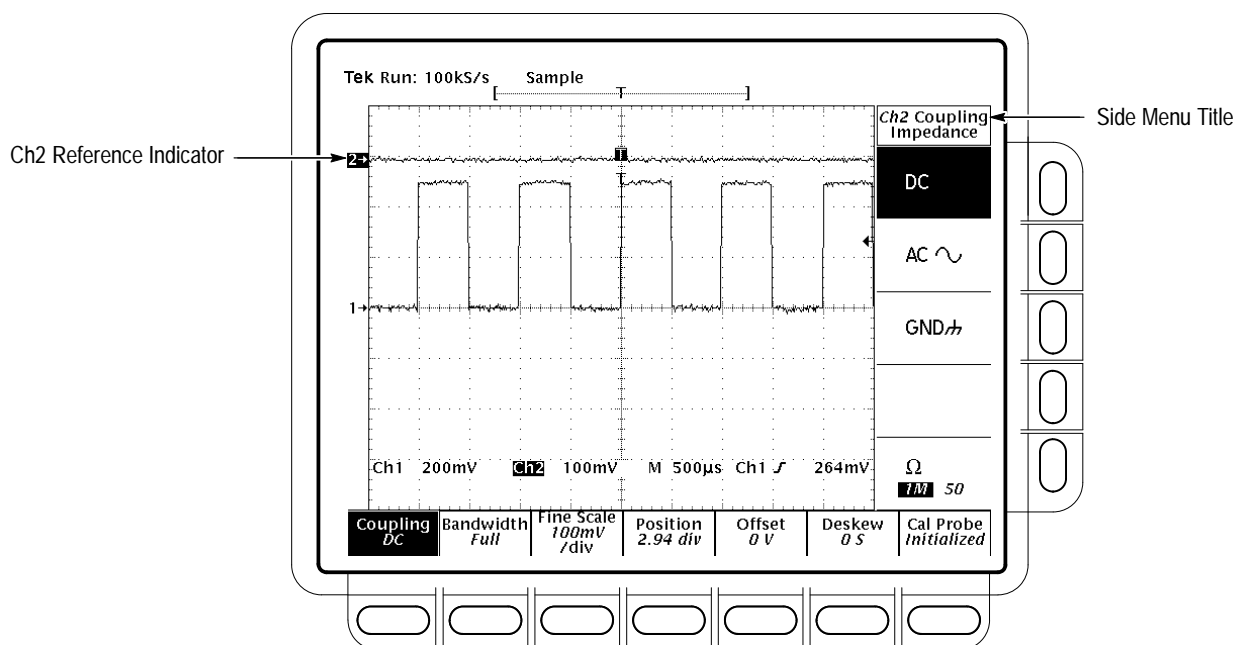 Tek Run: 100kS/s Sample
[ T ]
Ch2 Coupling
Impedance
Side Menu Title
Ch2 Reference Indicator
2
T
T
DC
AC
1
GND
Ch1 200mV Ch2 100mV M 500µs Ch1 264mV
Ω
1M 50
Coupling
DC
Bandwidth
Full
Fine Scale
100mV
/div
Position
2.94 div
Offset
0 V
Deskew
0 S
Cal Probe
Initialized